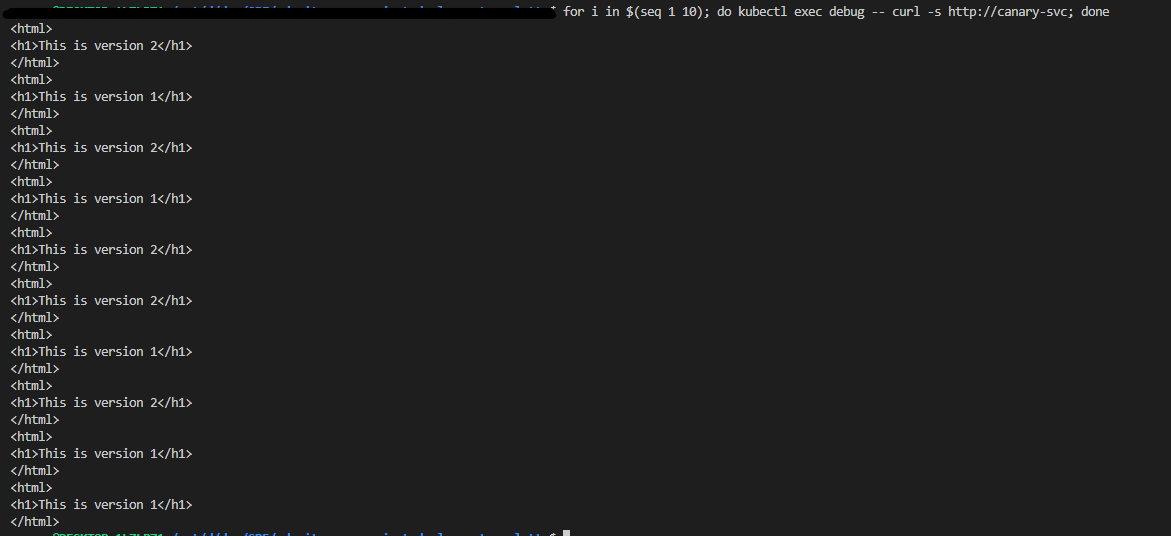 $ for i in $(seq 1 10); do kubectl exec debug -- curl -s http://canary-svc; done
<html>
<h1>This is version 2</h1>
</html>
<html>
<h1>This is version 1</h1>
</html>
<html>
<h1>This is version 2</h1>
</html>
<html>
<h1>This is version 1</h1>
</html>
<html>
<h1>This is version 2</h1>
</html>
<html>
<h1>This is version 2</h1>
</html>
<html>
<h1>This is version 1</h1>
</html>
<html>
<h1>This is version 2</h1>
</html>
<html>
<h1>This is version 1</h1>
</html>
<html>
<h1>This is version 1</h1>
</html>